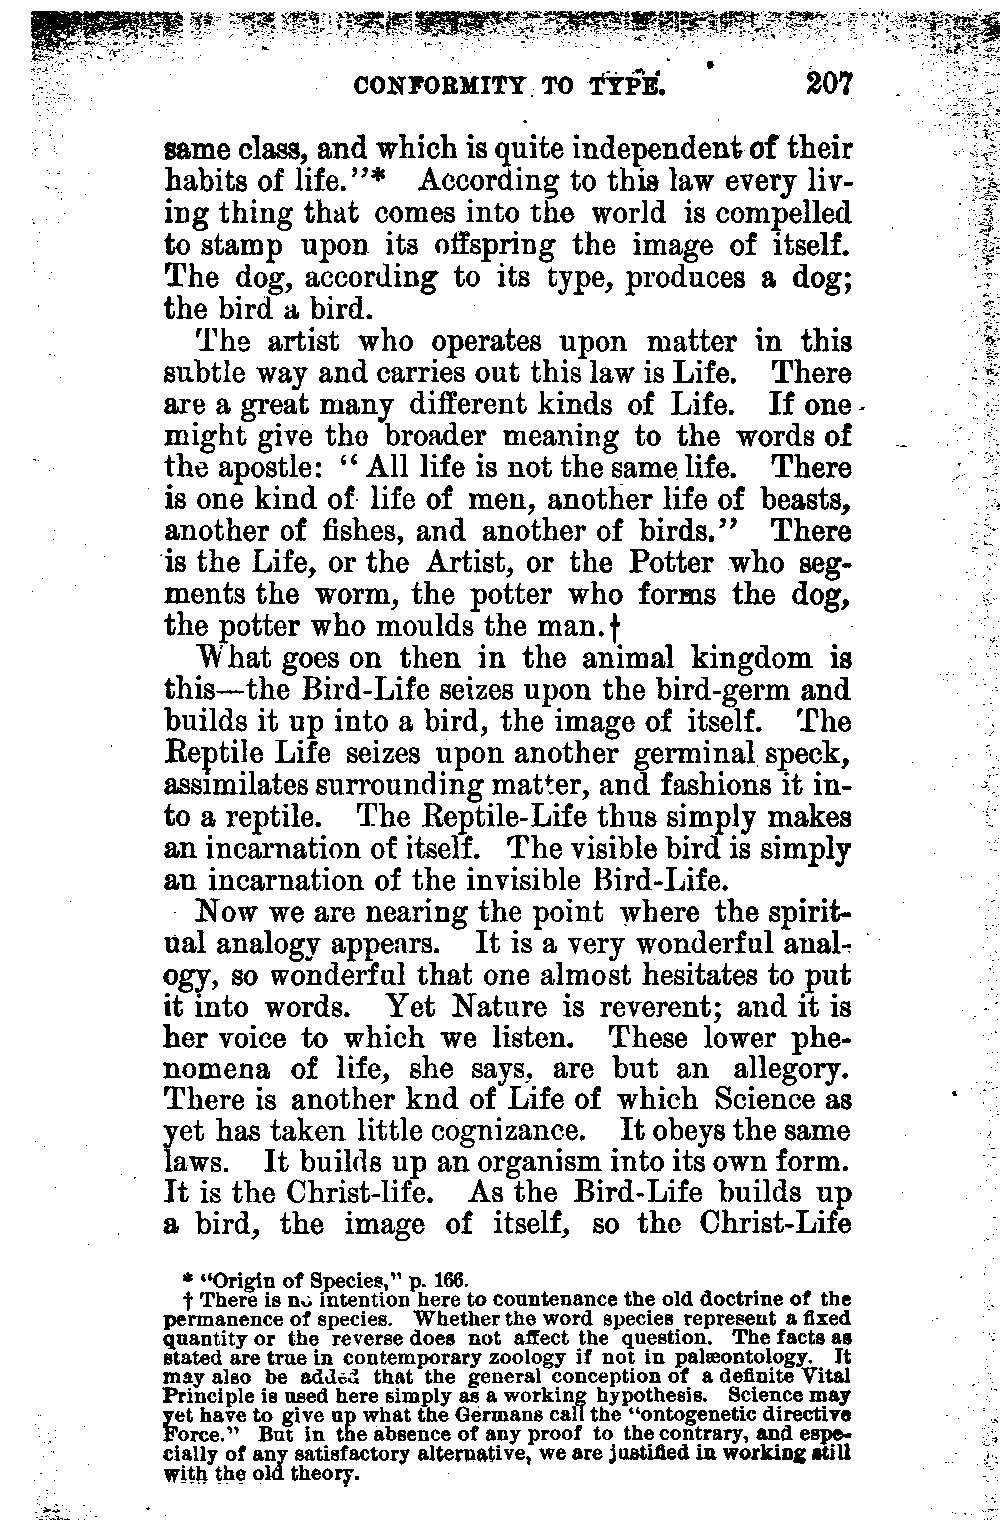 CONFORMITY TO TYPE. 207
same class, and which is quite independent of their
habits of life."* According to this law every liv-
ing thing that comes into the world is compelled
to stamp upon its offspring the image of itself.
The dog, according to its type, produces a dog;
the bird a bird.
The artist who operates upon matter in this
subtle way and carries out this law is Life. There
are a great many different kinds of Life. If one
might give the broader meaning to the words of
the apostle: "All life is not the same life. There
is one kind of life of men, another life of beasts,
another of fishes, and another of birds." There
is the Life, or the Artist, or the Potter who seg-
ments the worm, the potter who forms the dog,
the potter who moulds the man.†
What goes on then in the animal kingdom is
this—the Bird-Life seizes upon the bird-germ and
builds it up into a bird, the image of itself. The
Reptile Life seizes upon another germinal speck,
assimilates surrounding matter, and fashions it in-
to a reptile. The Reptile-Life thus simply makes
an incarnation of itself. The visible bird is simply
an incarnation of the invisible Bird-Life.
Now we are nearing the point where the spirit-
ual analogy appears. It is a very wonderful anal-
ogy, so wonderful that one almost hesitates to put
it into words. Yet Nature is reverent; and it is
her voice to which we listen. These lower phe-
nomena of life, she says, are but an allegory.
There is another knd of Life of which Science as
yet has taken little cognizance. It obeys the same
laws. It builds up an organism into its own form.
It is the Christ-life. As the Bird-Life builds up
a bird, the image of itself, so the Christ-Life
* "Origin of Species," p. 166.
† There is no intention here to countenance the old doctrine of the
permanence of species. Whether the word species represent a fixed
quantity or the reverse does not affect the question. The facts as
stated are true in contemporary zoology if not in palæontology. It
may also be added that the general conception of a definite Vital
Principle is used here simply as a working hypothesis. Science may
yet have to give up what the Germans call the "ontogenetic directive
Force." But in the absence of any proof to the contrary, and espe-
cially of any satisfactory alternative, we are justified in working still
with the old theory.